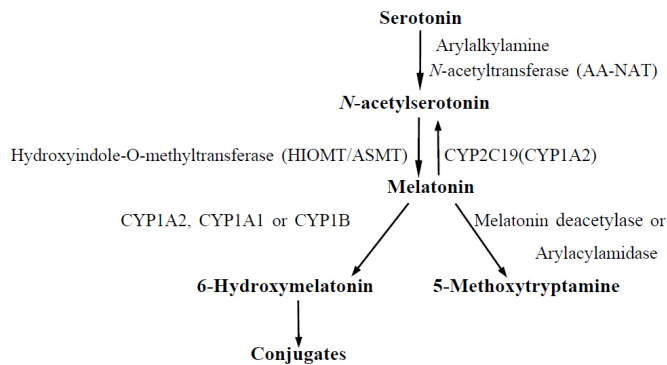 Serotonin
Arylalkylamine
N-acetyltransferase (AA-NAT)
N-acetylserotonin
Hydroxyindole-O-methyltransferase (HIOMT/ASMT)
CYP2C19(CYP1A2)
Melatonin
CYP1A2, CYP1A1 or CYP1B
Melatonin deacetylase or
Arylacylamidase
6-Hydroxymelatonin
5-Methoxytryptamine
Conjugates